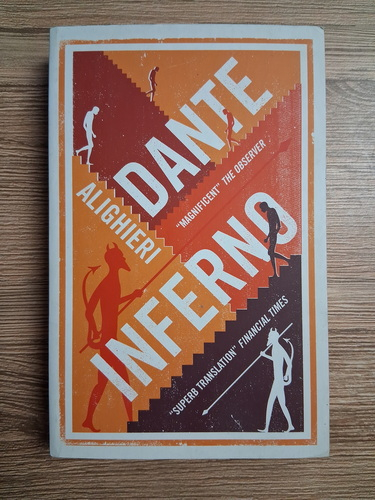 DANTE
ALIGHIERI
"MAGNIFICENT" THE OBSERVER
INFERNO
"SUPERB TRANSLATION" FINANCIAL TIMES